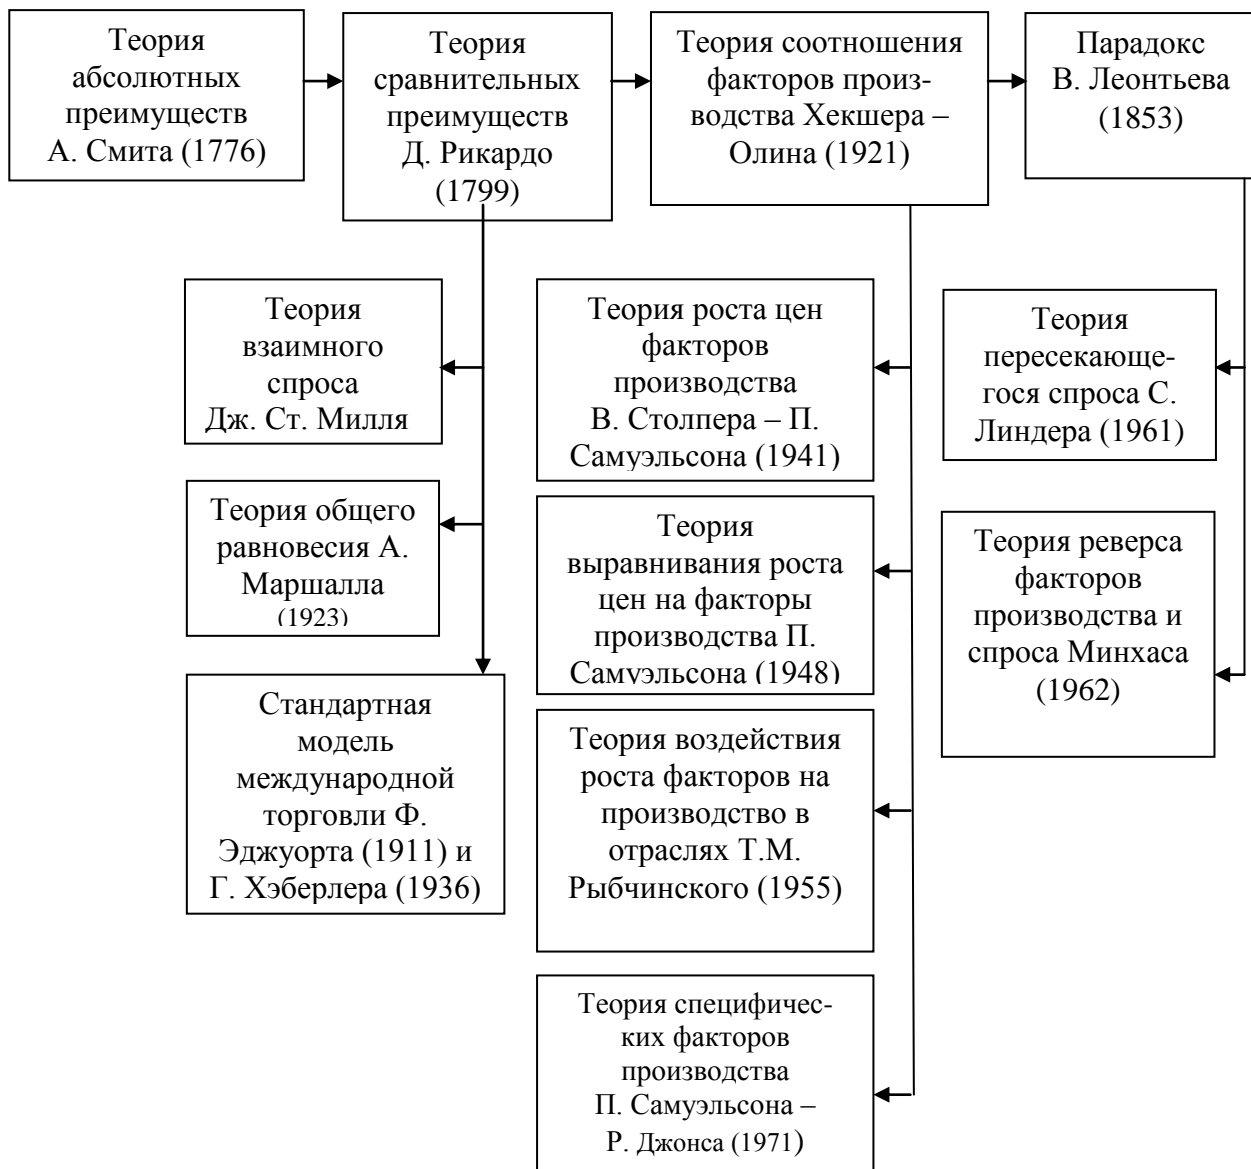 Теория
абсолютных
преимуществ
А. Смита (1776)
Теория
сравнительных
преимуществ
Д. Рикардо
(1799)
Теория соотношения
факторов произ-
водства Хекшера –
Олина (1921)
Парадокс
В. Леонтьева
(1853)
Теория
взаимного
спроса
Дж. Ст. Милля
Теория общего
равновесия А.
Маршалла
(1923)
Стандартная
модель
международной
торговли Ф.
Эджуорта (1911) и
Г. Хэберлера (1936)
Теория роста цен
факторов
производства
В. Столпера – П.
Самуэльсона (1941)
Теория
выравнивания роста
цен на факторы
производства П.
Самуэльсона (1948)
Теория воздействия
роста факторов на
производство в
отраслях Т.М.
Рыбчинского (1955)
Теория специфичес-
ких факторов
производства
П. Самуэльсона –
Р. Джонса (1971)
Теория
пересекающе-
гося спроса С.
Линдера (1961)
Теория реверса
факторов
производства и
спроса Минхаса
(1962)